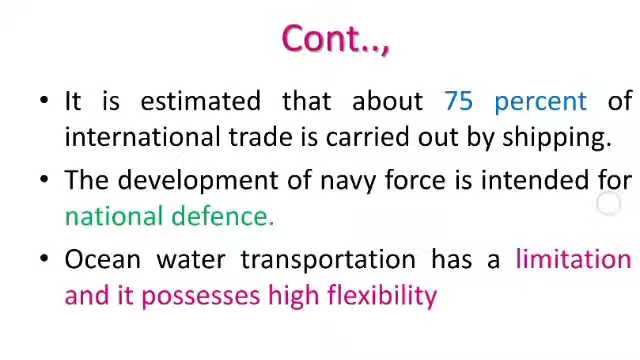 Cont..,
• It is estimated that about 75 percent of
international trade is carried out by shipping.
• The development of navy force is intended for
national defence.
• Ocean water transportation has a limitation
and it possesses high flexibility